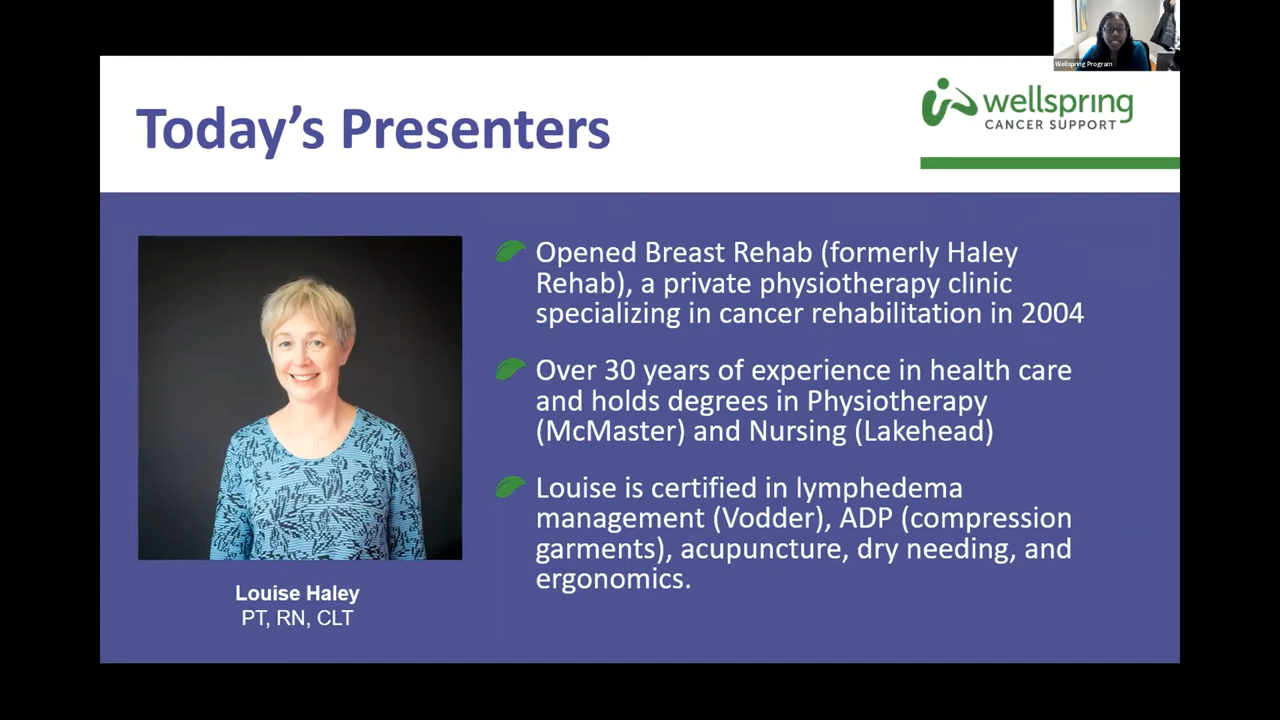 Wellspring Program
Today's Presenters
wellspring
CANCER SUPPORT
Opened Breast Rehab (formerly Haley
Rehab), a private physiotherapy clinic
specializing in cancer rehabilitation in 2004
Over 30 years of experience in health care
and holds degrees in Physiotherapy
(McMaster) and Nursing (Lakehead)
Louise is certified in lymphedema
management (Vodder), ADP (compression
garments), acupuncture, dry needing, and
ergonomics.
Louise Haley
PT, RN, CLT